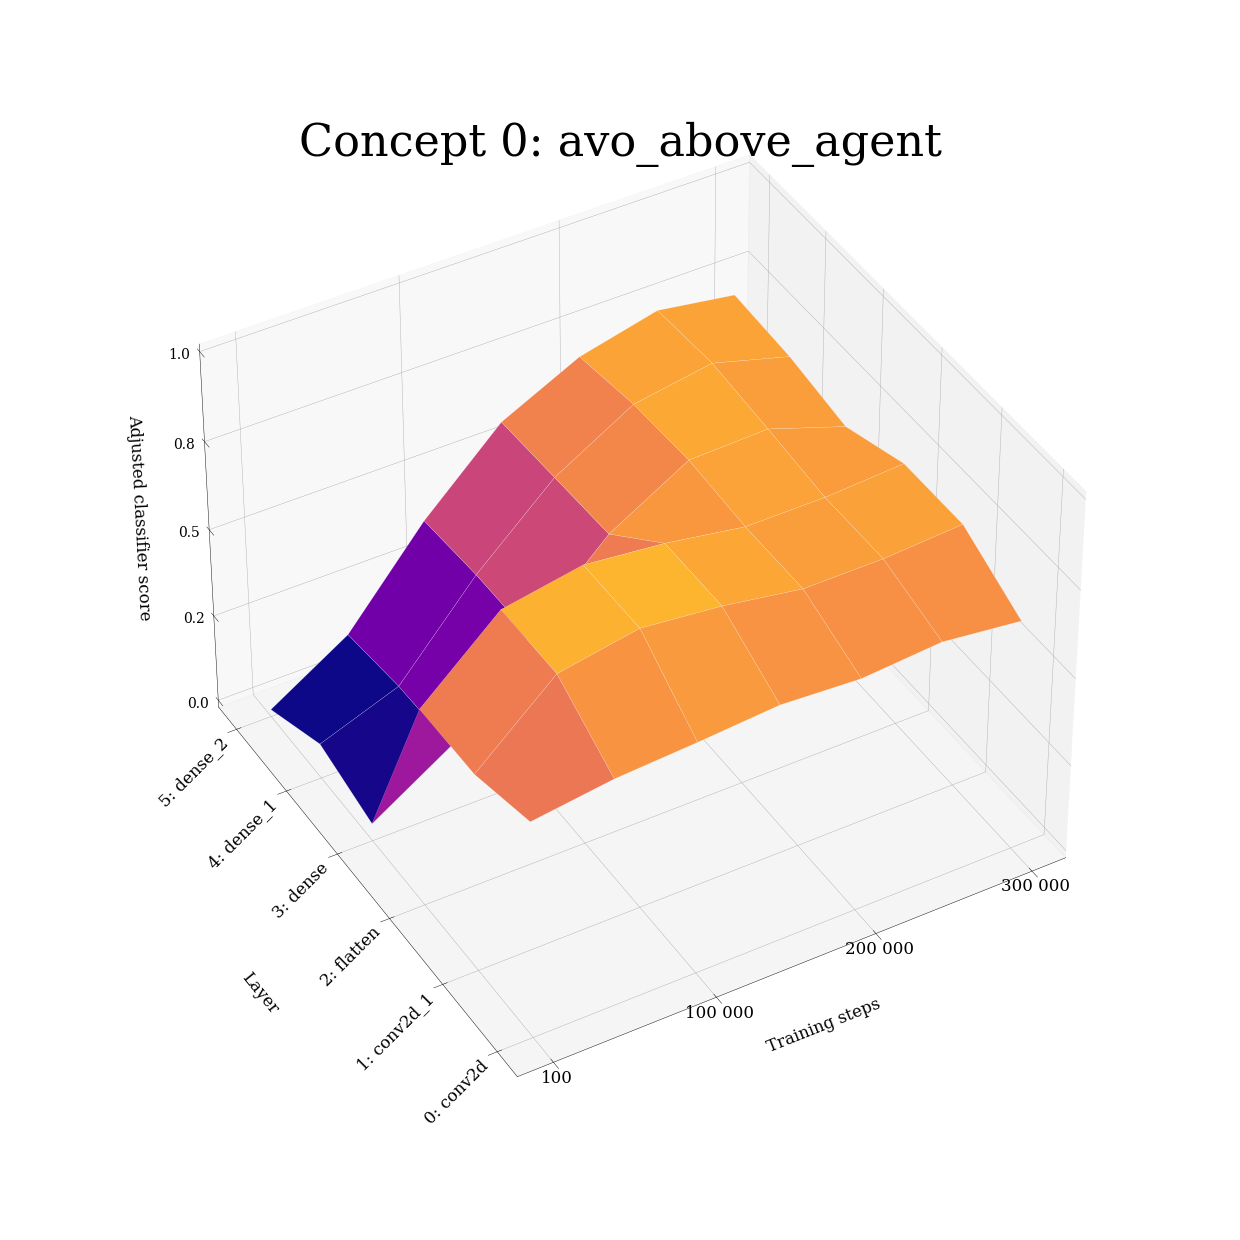 Concept 0: avo_above_agent
Adjusted classifier score
1.0
0.8
0.5
0.2
0.0
5: dense_2
4: dense_1
3: dense
2: flatten
1: conv2d_1
0: conv2d
Layer
100
100 000
200 000
300 000
Training steps